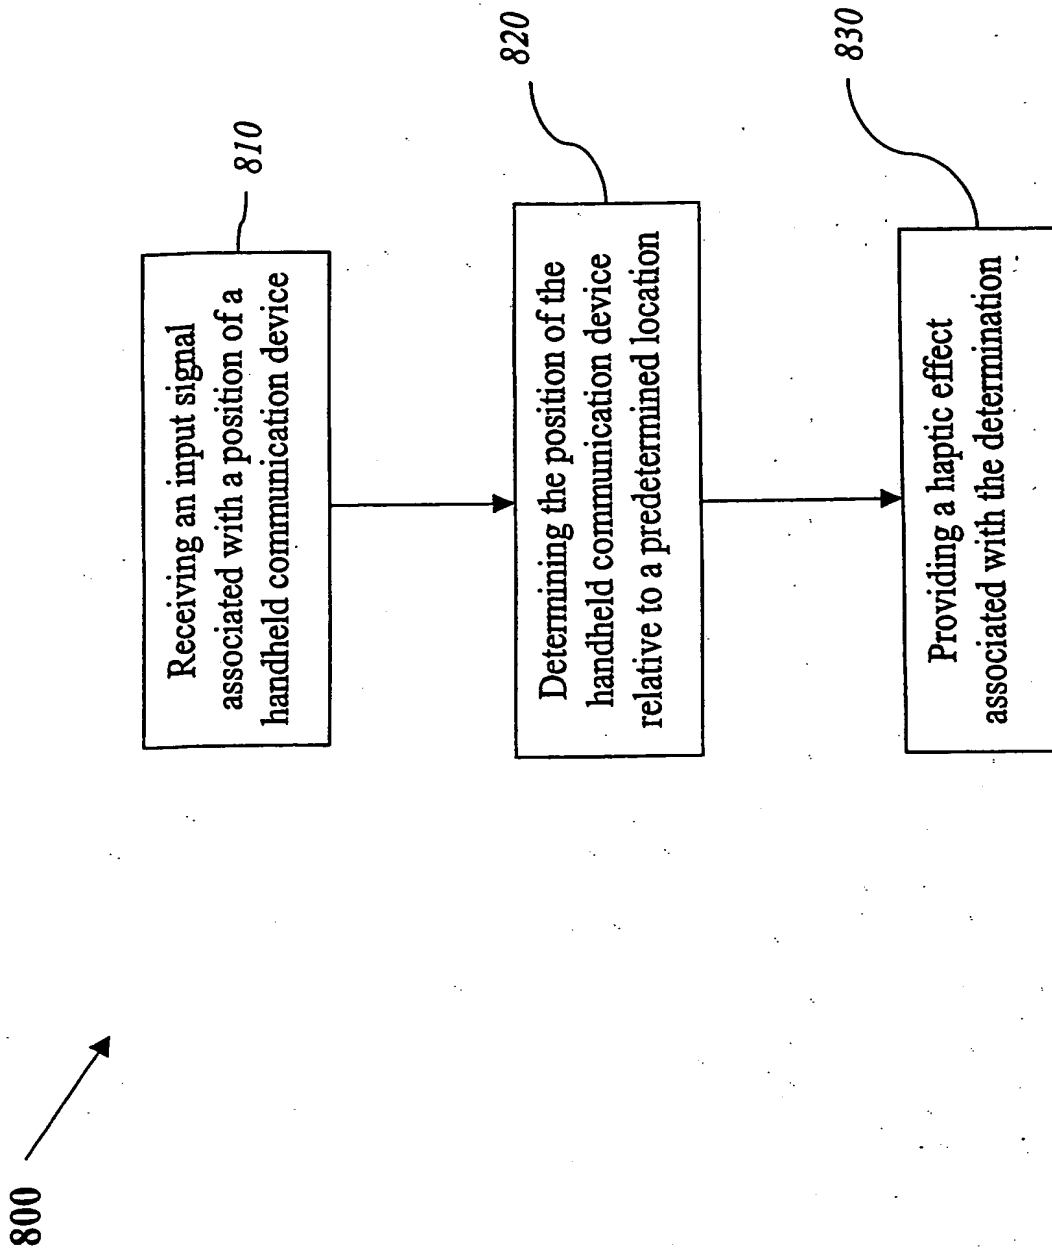 800
Receiving an input signal
associated with a position of a
handheld communication device
810
Determining the position of the
handheld communication device
relative to a predetermined location
820
Providing a haptic effect
associated with the determination
830